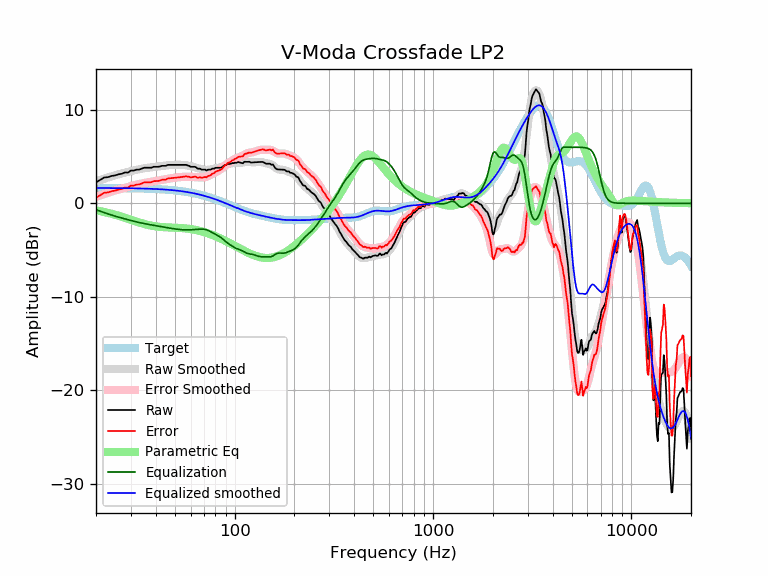 V-Moda Crossfade LP2
10
0
−10
−20
−30
Amplitude (dBr)
Target
Raw Smoothed
Error Smoothed
Raw
Error
Parametric Eq
Equalization
Equalized smoothed
100
1000
10000
Frequency (Hz)